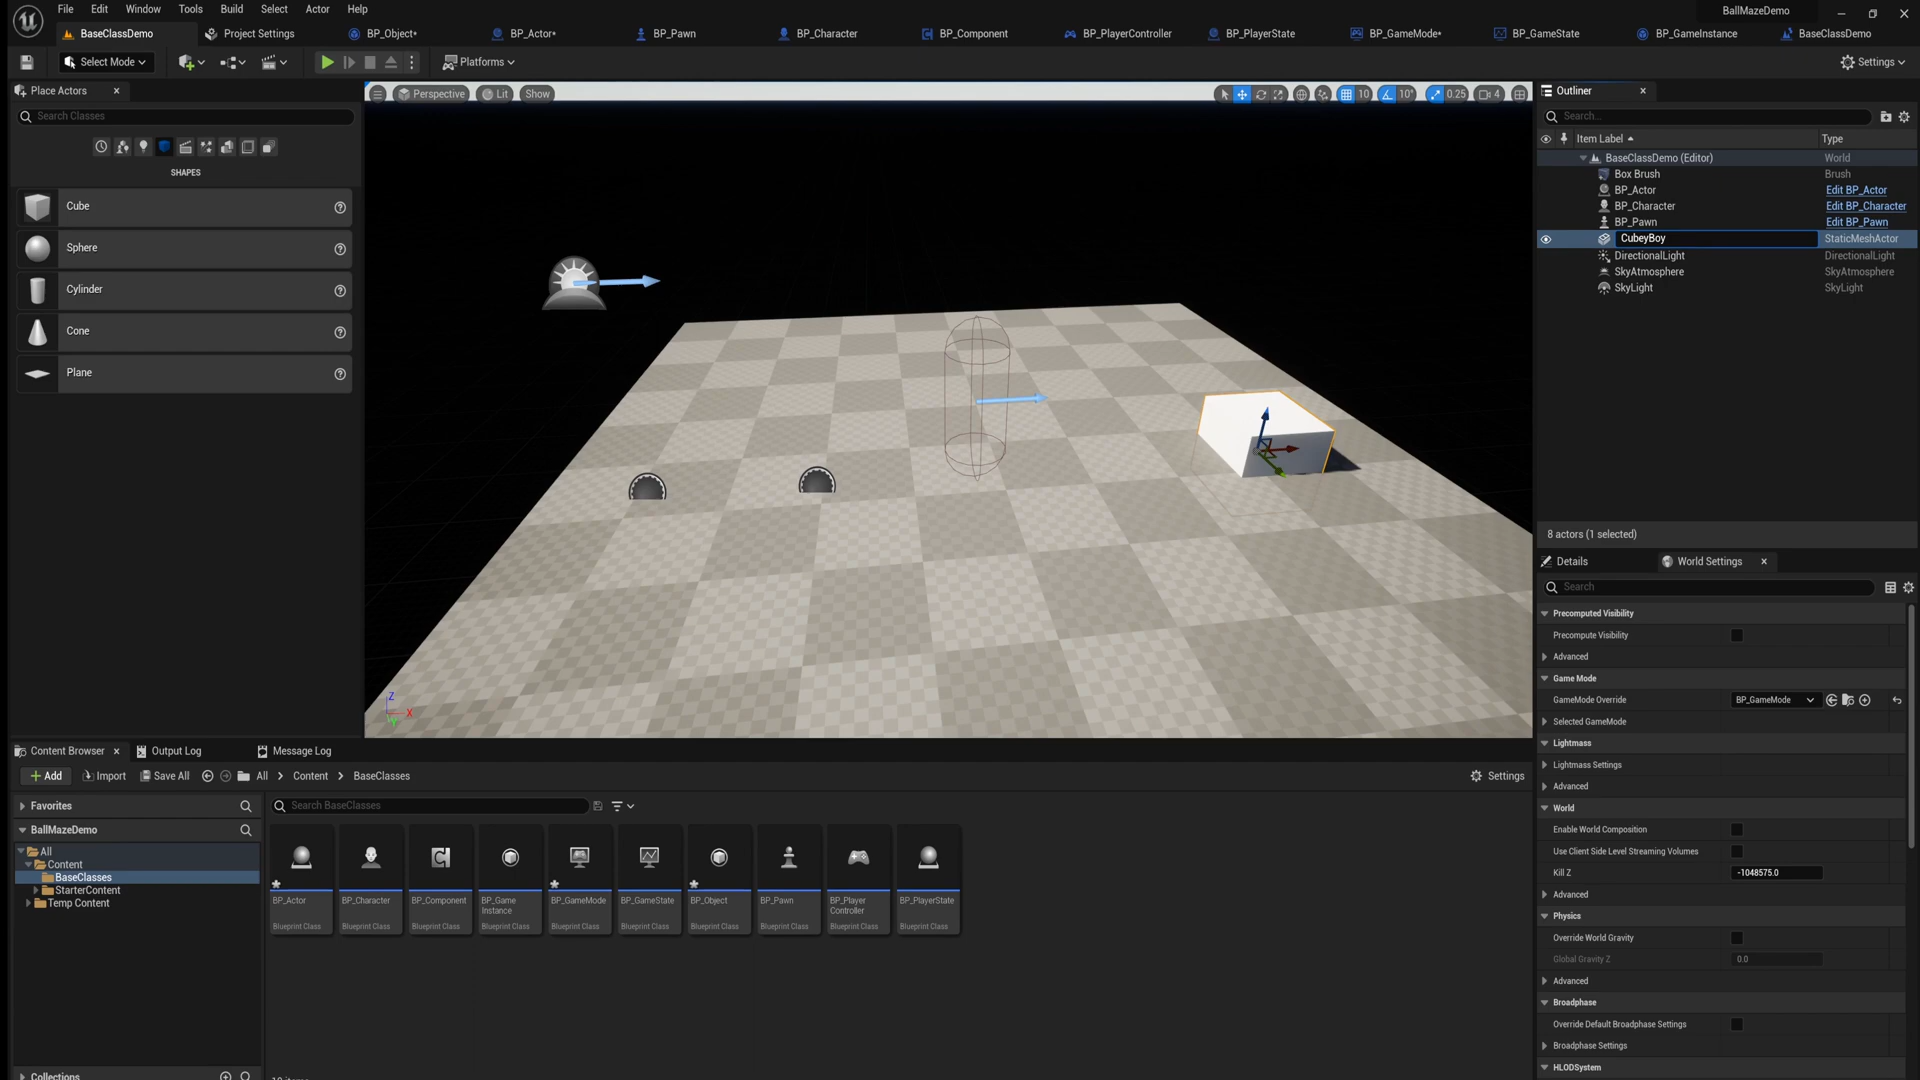 File Edit Window Tools Build Select Actor Help
BallMazeDemo
BaseClassDemo Project Settings BP_Object* BP_Actor* BP_Pawn BP_Character BP_Component BP_PlayerController BP_PlayerState BP_GameMode* BP_GameState BP_GameInstance BaseClassDemo
Select Mode Platforms Settings
Place Actors
Search Classes
SHAPES
Cube
Sphere
Cylinder
Cone
Plane
Perspective Lit Show 10 10° 0.25 4
Z
X
Y
Outliner
Search...
Item Label Type
BaseClassDemo (Editor) World
Box Brush Brush
BP_Actor Edit BP_Actor
BP_Character Edit BP_Character
BP_Pawn Edit BP_Pawn
CubeyBoy StaticMeshActor
DirectionalLight DirectionalLight
SkyAtmosphere SkyAtmosphere
SkyLight SkyLight
8 actors (1 selected)
Details World Settings
Search
Precomputed Visibility
Precompute Visibility
Advanced
Game Mode
GameMode Override BP_GameMode
Selected GameMode
Lightmass
Lightmass Settings
Advanced
World
Enable World Composition
Use Client Side Level Streaming Volumes
Kill Z -1048575.0
Advanced
Physics
Override World Gravity
Global Gravity Z 0.0
Advanced
Broadphase
Override Default Broadphase Settings
Broadphase Settings
HLODSystem
Content Browser Output Log Message Log
Add Import Save All All Content BaseClasses Settings
Favorites
BallMazeDemo
All
Content
BaseClasses
StarterContent
Temp Content
Collections
Search BaseClasses
BP_Actor
Blueprint Class
BP_Character
Blueprint Class
BP_Component
Blueprint Class
BP_Game
Instance
Blueprint Class
BP_GameMode
Blueprint Class
BP_GameState
Blueprint Class
BP_Object
Blueprint Class
BP_Pawn
Blueprint Class
BP_Player
Controller
Blueprint Class
BP_PlayerState
Blueprint Class